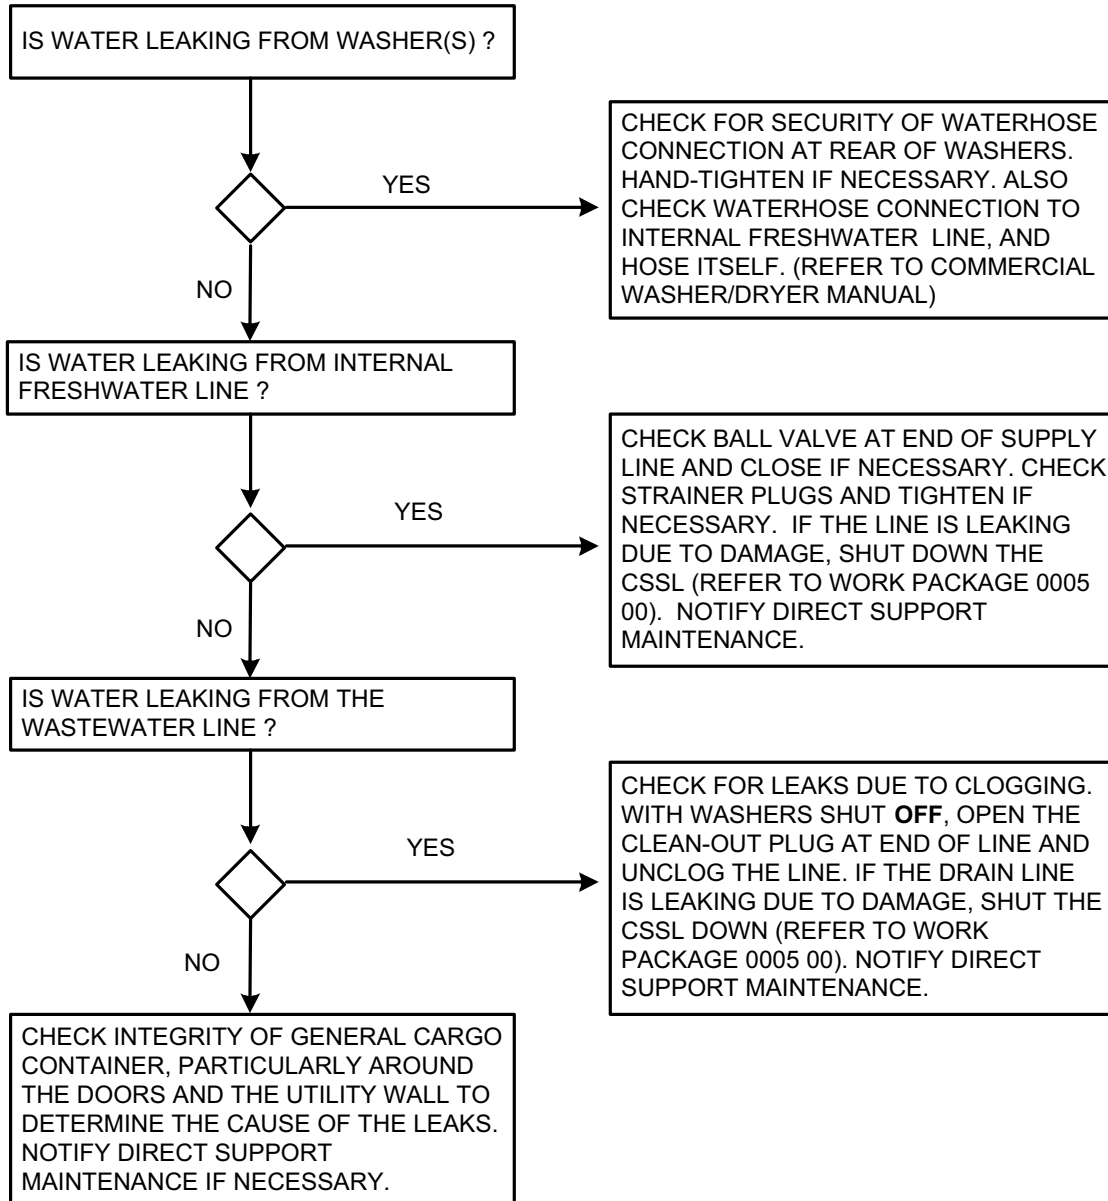 IS WATER LEAKING FROM WASHER(S) ?
YES
CHECK FOR SECURITY OF WATERHOSE
CONNECTION AT REAR OF WASHERS.
HAND-TIGHTEN IF NECESSARY. ALSO
CHECK WATERHOSE CONNECTION TO
INTERNAL FRESHWATER LINE, AND
HOSE ITSELF. (REFER TO COMMERCIAL
WASHER/DRYER MANUAL)
NO
IS WATER LEAKING FROM INTERNAL
FRESHWATER LINE ?
YES
CHECK BALL VALVE AT END OF SUPPLY
LINE AND CLOSE IF NECESSARY. CHECK
STRAINER PLUGS AND TIGHTEN IF
NECESSARY. IF THE LINE IS LEAKING
DUE TO DAMAGE, SHUT DOWN THE
CSSL (REFER TO WORK PACKAGE 0005
00). NOTIFY DIRECT SUPPORT
MAINTENANCE.
NO
IS WATER LEAKING FROM THE
WASTEWATER LINE ?
YES
CHECK FOR LEAKS DUE TO CLOGGING.
WITH WASHERS SHUT OFF, OPEN THE
CLEAN-OUT PLUG AT END OF LINE AND
UNCLOG THE LINE. IF THE DRAIN LINE
IS LEAKING DUE TO DAMAGE, SHUT THE
CSSL DOWN (REFER TO WORK
PACKAGE 0005 00). NOTIFY DIRECT
SUPPORT MAINTENANCE.
NO
CHECK INTEGRITY OF GENERAL CARGO
CONTAINER, PARTICULARLY AROUND
THE DOORS AND THE UTILITY WALL TO
DETERMINE THE CAUSE OF THE LEAKS.
NOTIFY DIRECT SUPPORT
MAINTENANCE IF NECESSARY.